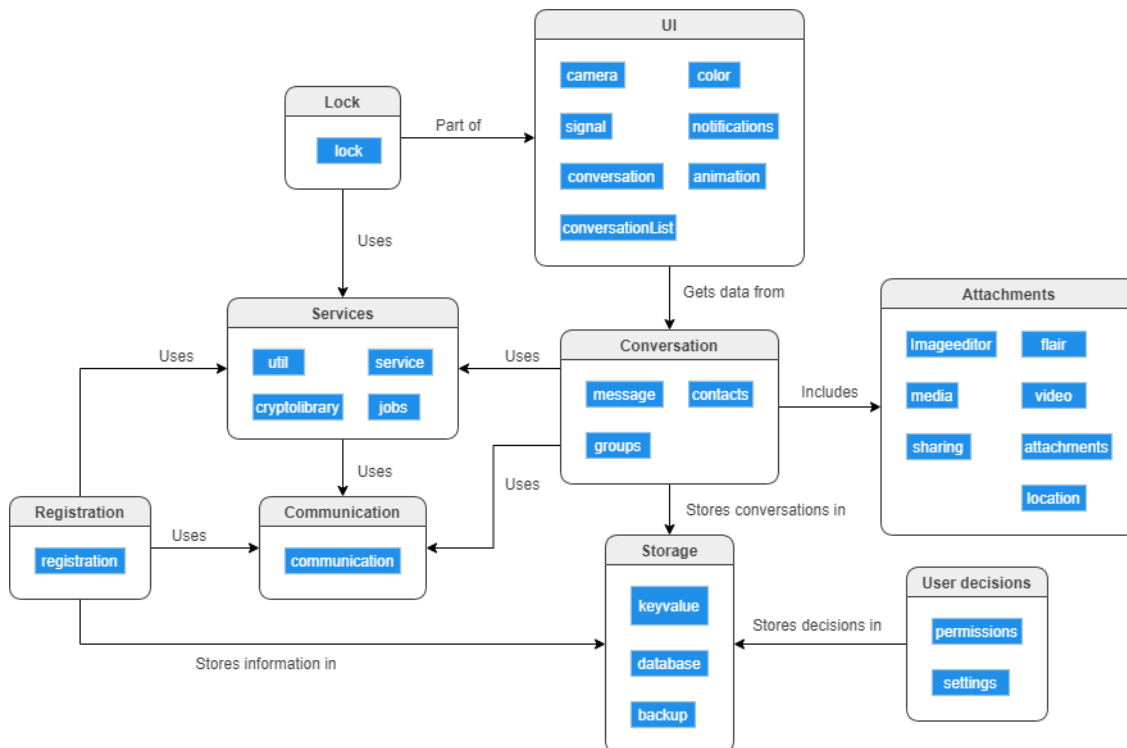 UI
camera
color
signal
notifications
conversation
animation
conversationList
Lock
lock
Part of
Uses
Gets data from
Services
util
service
cryptolibrary
jobs
Uses
Uses
Conversation
message
contacts
groups
Includes
Attachments
Imageeditor
flair
media
video
sharing
attachments
location
Uses
Uses
Stores conversations in
Registration
registration
Uses
Communication
communication
Storage
keyvalue
database
backup
Stores information in
Stores decisions in
User decisions
permissions
settings